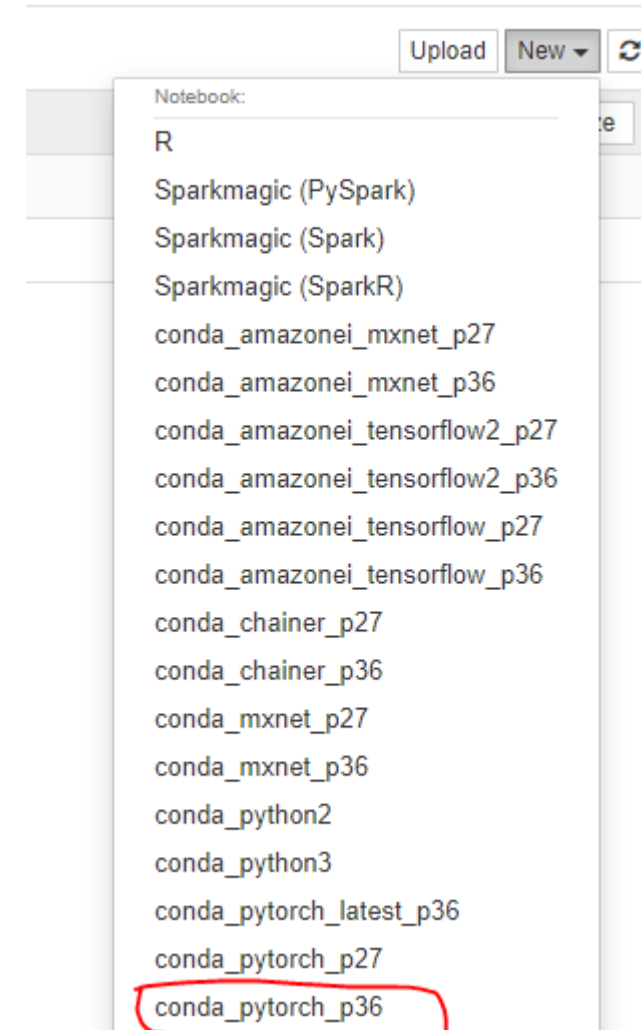 Upload New
Notebook:
ze
R
Sparkmagic (PySpark)
Sparkmagic (Spark)
Sparkmagic (SparkR)
conda_amazonei_mxnet_p27
conda_amazonei_mxnet_p36
conda_amazonei_tensorflow2_p27
conda_amazonei_tensorflow2_p36
conda_amazonei_tensorflow_p27
conda_amazonei_tensorflow_p36
conda_chainer_p27
conda_chainer_p36
conda_mxnet_p27
conda_mxnet_p36
conda_python2
conda_python3
conda_pytorch_latest_p36
conda_pytorch_p27
conda_pytorch_p36